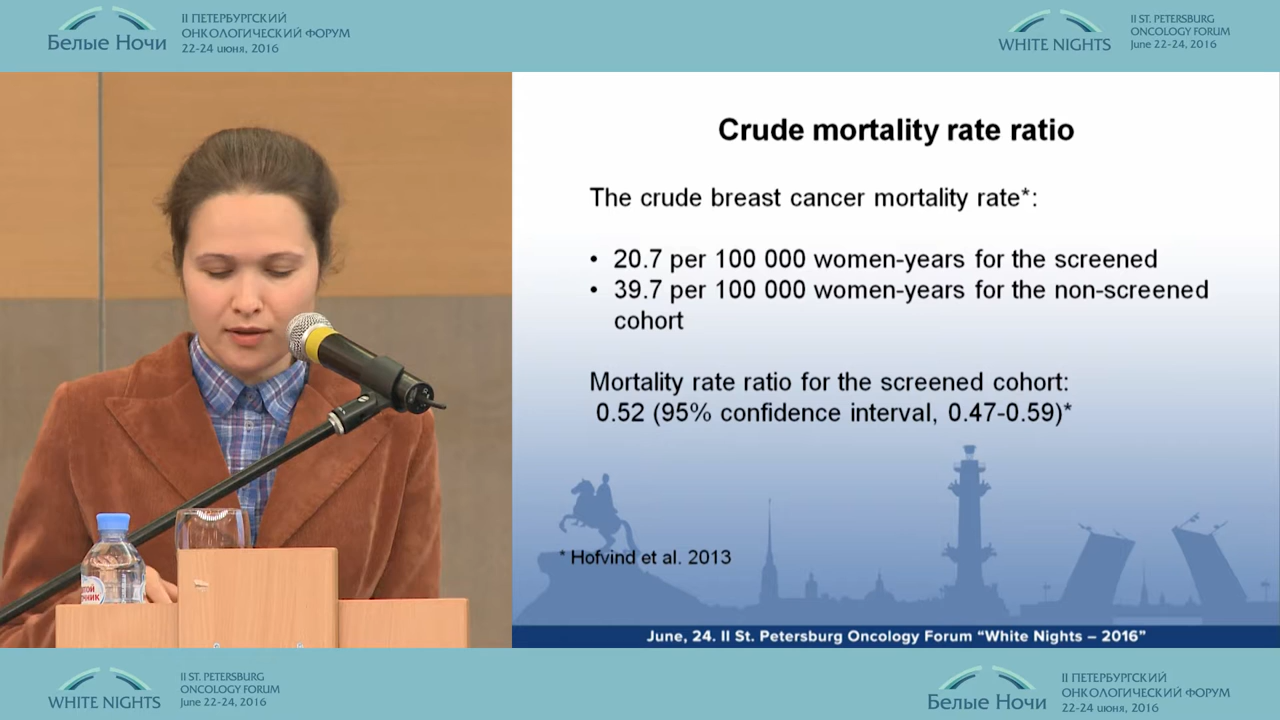 Белые Ночи
II ПЕТЕРБУРГСКИЙ
ОНКОЛОГИЧЕСКИЙ ФОРУМ
22-24 июня, 2016
WHITE NIGHTS
II ST. PETERSBURG
ONCOLOGY FORUM
June 22-24, 2016
Crude mortality rate ratio
The crude breast cancer mortality rate*:
• 20.7 per 100 000 women-years for the screened
• 39.7 per 100 000 women-years for the non-screened
cohort
Mortality rate ratio for the screened cohort:
0.52 (95% confidence interval, 0.47-0.59)*
* Hofvind et al. 2013
June, 24. II St. Petersburg Oncology Forum “White Nights – 2016”
WHITE NIGHTS
II ST. PETERSBURG
ONCOLOGY FORUM
June 22-24, 2016
Белые Ночи
II ПЕТЕРБУРГСКИЙ
ОНКОЛОГИЧЕСКИЙ ФОРУМ
22-24 июня, 2016